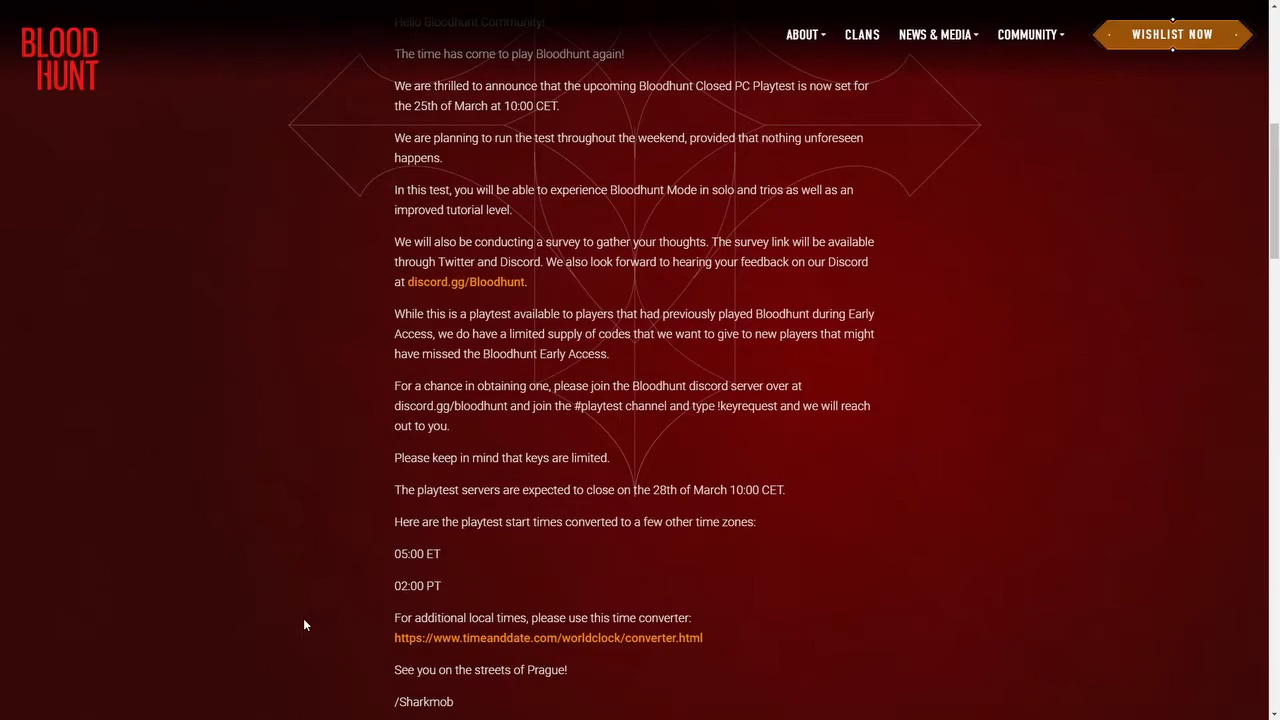 Hello Bloodhunt Community!
BLOOD
HUNT
ABOUT
CLANS
NEWS & MEDIA
COMMUNITY
WISHLIST NOW
The time has come to play Bloodhunt again!
We are thrilled to announce that the upcoming Bloodhunt Closed PC Playtest is now set for
the 25th of March at 10:00 CET.
We are planning to run the test throughout the weekend, provided that nothing unforeseen
happens.
In this test, you will be able to experience Bloodhunt Mode in solo and trios as well as an
improved tutorial level.
We will also be conducting a survey to gather your thoughts. The survey link will be available
through Twitter and Discord. We also look forward to hearing your feedback on our Discord
at discord.gg/Bloodhunt.
While this is a playtest available to players that had previously played Bloodhunt during Early
Access, we do have a limited supply of codes that we want to give to new players that might
have missed the Bloodhunt Early Access.
For a chance in obtaining one, please join the Bloodhunt discord server over at
discord.gg/bloodhunt and join the #playtest channel and type !keyrequest and we will reach
out to you.
Please keep in mind that keys are limited.
The playtest servers are expected to close on the 28th of March 10:00 CET.
Here are the playtest start times converted to a few other time zones:
05:00 ET
02:00 PT
For additional local times, please use this time converter:
https://www.timeanddate.com/worldclock/converter.html
See you on the streets of Prague!
/Sharkmob